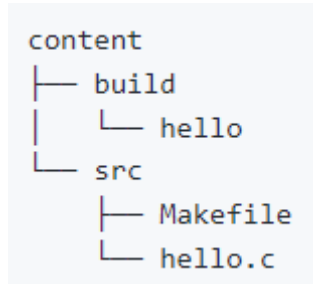 content
├── build
│   └── hello
└── src
    ├── Makefile
    └── hello.c